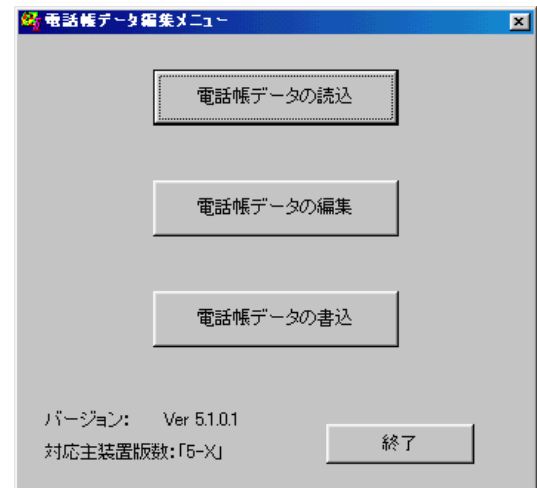 電話帳データ編集メニュー
電話帳データの読込
電話帳データの編集
電話帳データの書込
バージョン: Ver 5.1.0.1
対応主装置版数:「5-X」
終了